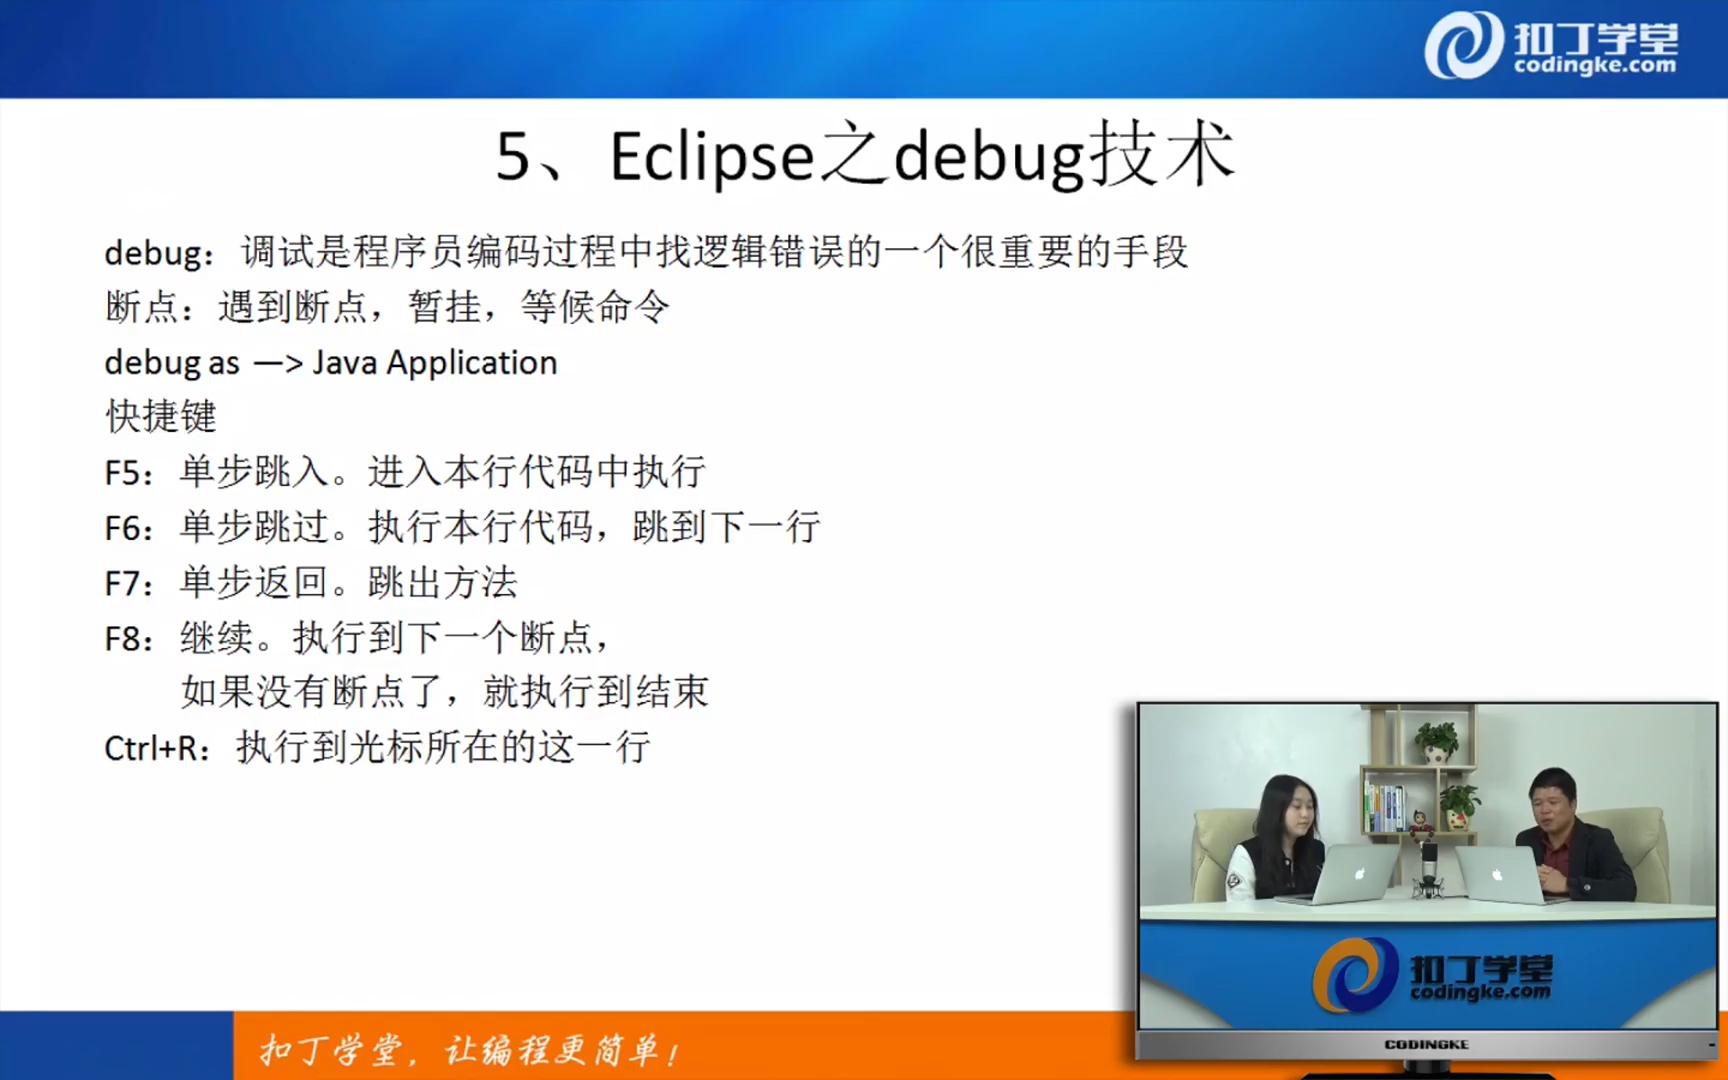 扣丁学堂
codingke.com
5、Eclipse之debug技术
debug：调试是程序员编码过程中找逻辑错误的一个很重要的手段
断点：遇到断点，暂挂，等候命令
debug as —> Java Application
快捷键
F5：单步跳入。进入本行代码中执行
F6：单步跳过。执行本行代码，跳到下一行
F7：单步返回。跳出方法
F8：继续。执行到下一个断点，
如果没有断点了，就执行到结束
Ctrl+R：执行到光标所在的这一行
扣丁学堂
codingke.com
CODINGKE
扣丁学堂，让编程更简单！